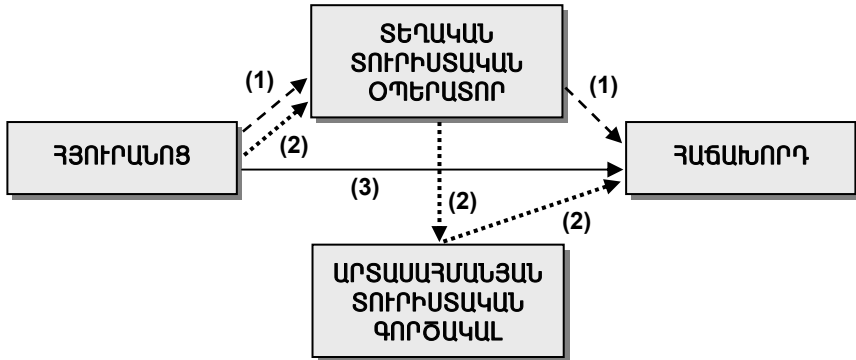 ՏԵՂԱԿԱՆ
ՏՈՒՐԻՍՏԱԿԱՆ
ՕՊԵՐԱՏՈՐ
(1)
(1)
(2)
ՀՅՈՒՐԱՆՈՑ
ՀԱՃԱԽՈՐԴ
(3)
(2)
(2)
ԱՐՏԱՍԱՀՄԱՆՅԱՆ
ՏՈՒՐԻՍՏԱԿԱՆ
ԳՈՐԾԱԿԱԼ